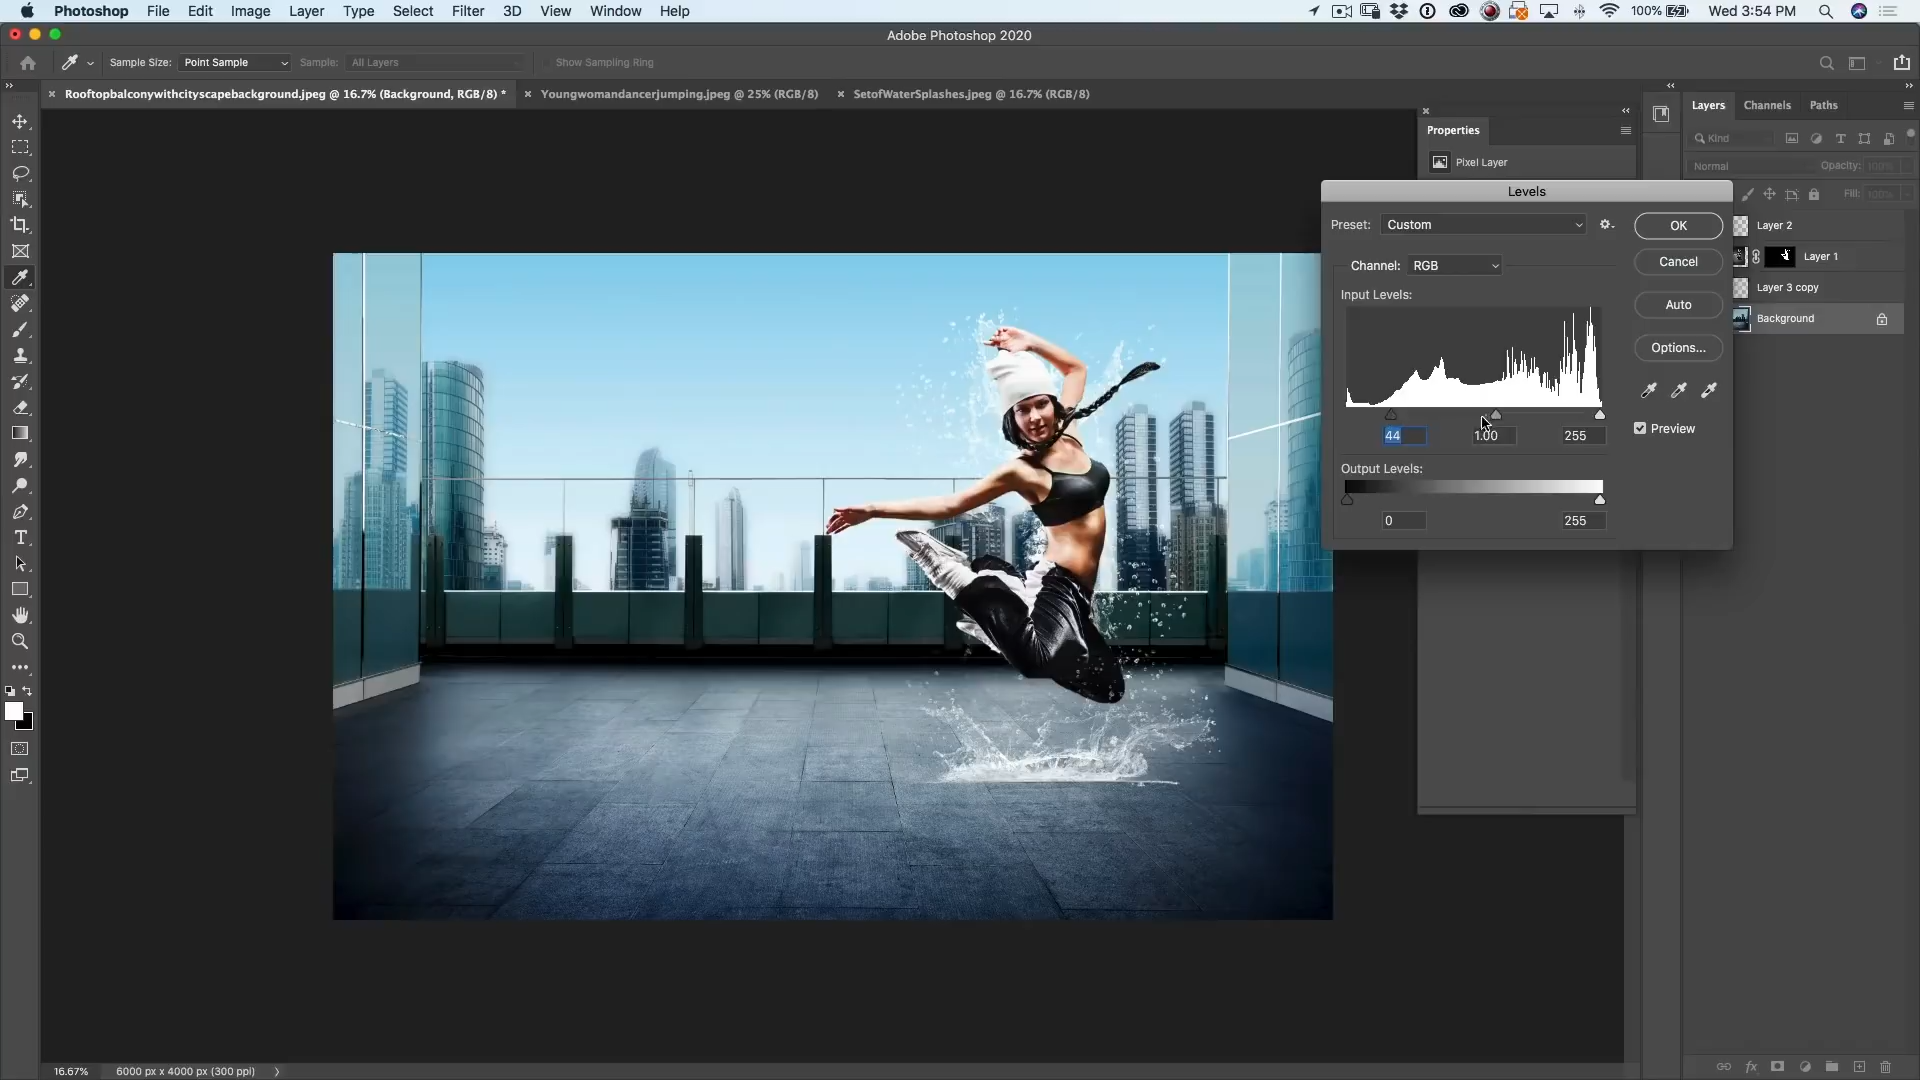 Photoshop File Edit Image Layer Type Select Filter 3D View Window Help 100% Wed 3:54 PM
Adobe Photoshop 2020
Sample Size: Point Sample Sample: All Layers Show Sampling Ring
Rooftopbalconywithcityscapebackground.jpeg @ 16.7% (Background, RGB/8) * Youngwomandancerjumping.jpeg @ 25% (RGB/8) SetofWaterSplashes.jpeg @ 16.7% (RGB/8)
Layers Channels Paths
Properties
Kind
Pixel Layer
Normal Opacity: 100%
Levels
Fill: 100%
Preset: Custom OK
Layer 2
Cancel
Layer 1
Channel: RGB
Input Levels:
Layer 3 copy
Auto
Background
Options...
44 1.00 255
Preview
Output Levels:
0 255
16.67% 6000 px x 4000 px (300 ppi)